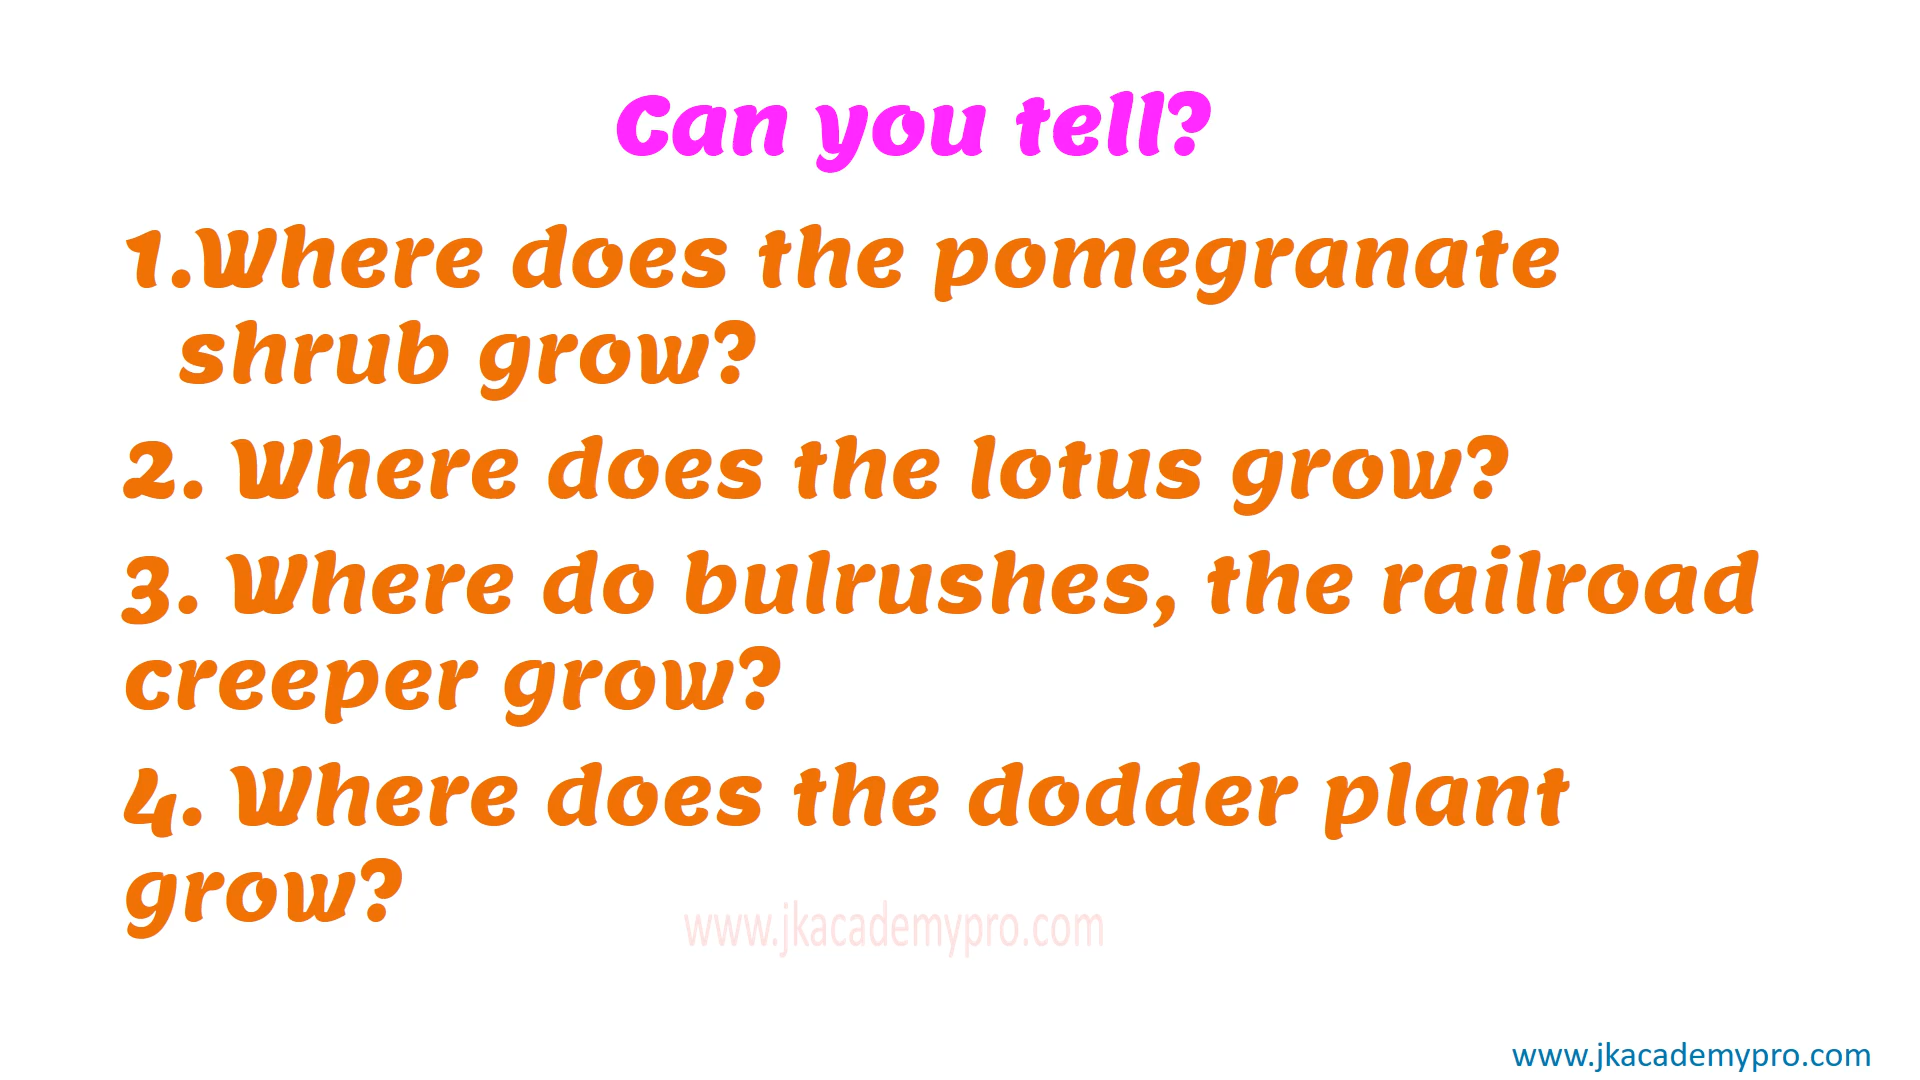 Can you tell?
1.Where does the pomegranate
shrub grow?
2. Where does the lotus grow?
3. Where do bulrushes, the railroad
creeper grow?
4. Where does the dodder plant
grow?
www.jkacademypro.com
www.jkacademypro.com